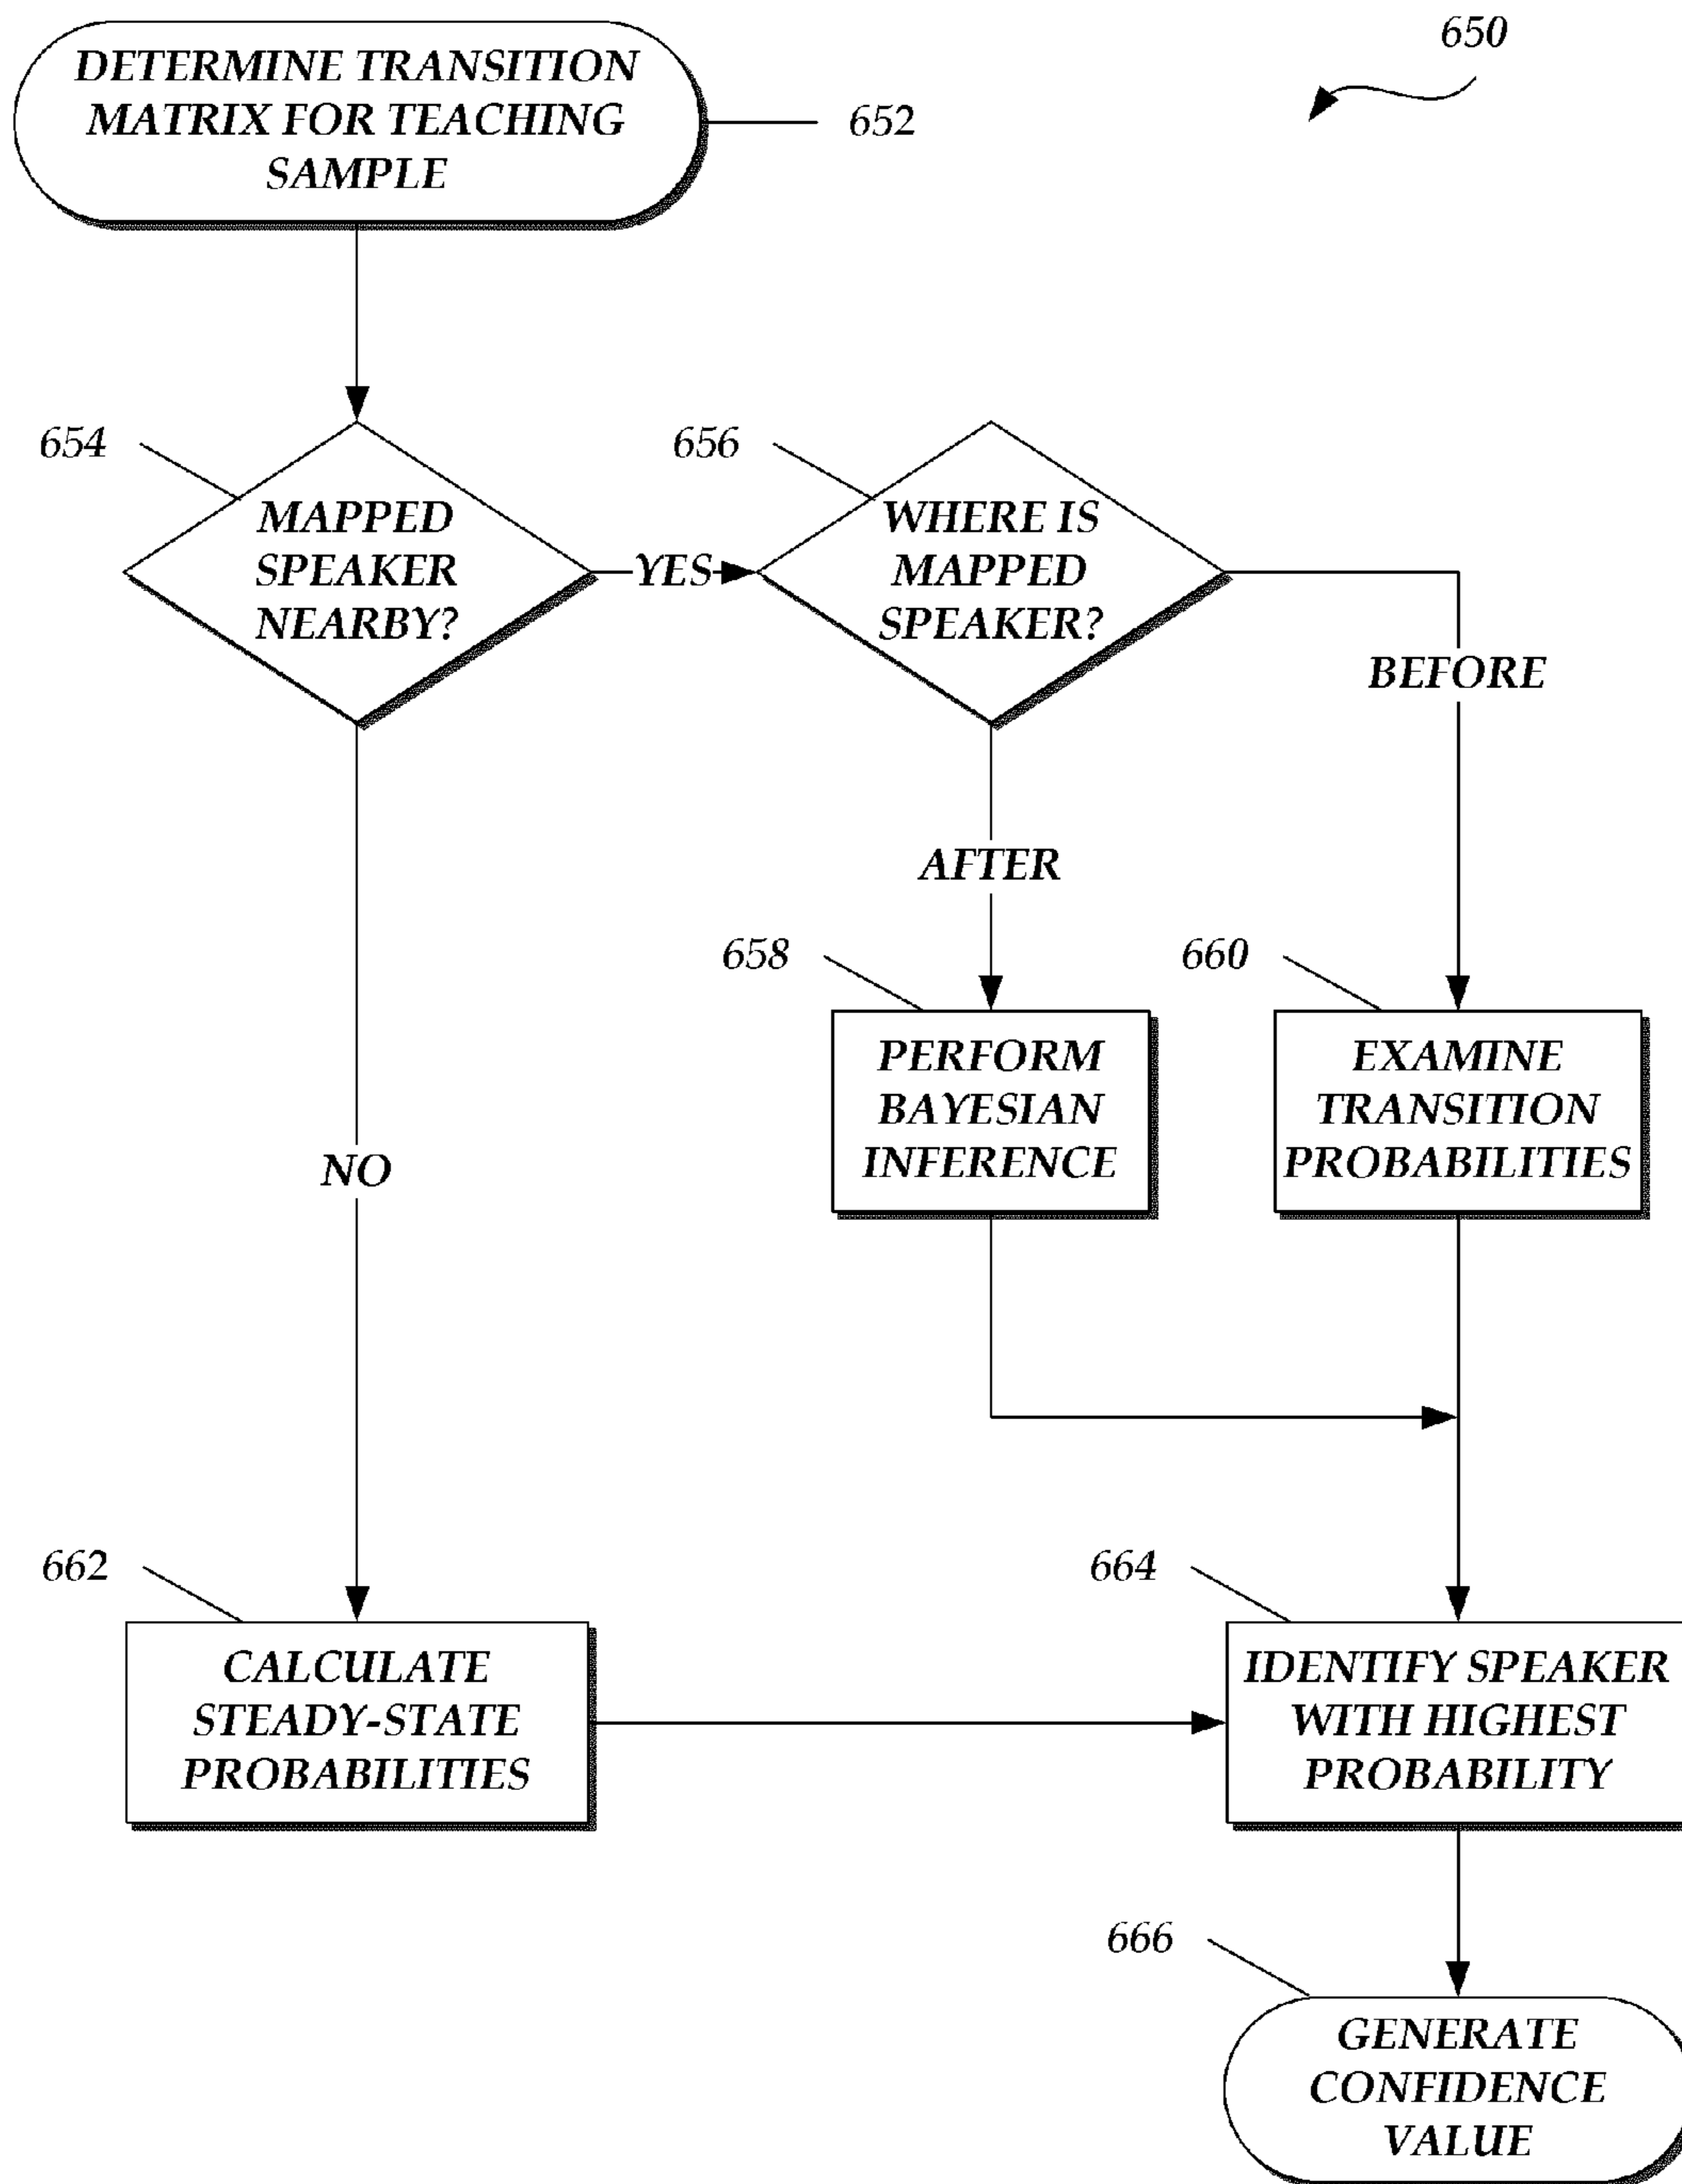 650
DETERMINE TRANSITION
MATRIX FOR TEACHING
SAMPLE
652
654
MAPPED
SPEAKER
NEARBY?
YES
656
WHERE IS
MAPPED
SPEAKER?
BEFORE
AFTER
658
PERFORM
BAYESIAN
INFERENCE
660
EXAMINE
TRANSITION
PROBABILITIES
NO
662
CALCULATE
STEADY-STATE
PROBABILITIES
664
IDENTIFY SPEAKER
WITH HIGHEST
PROBABILITY
666
GENERATE
CONFIDENCE
VALUE